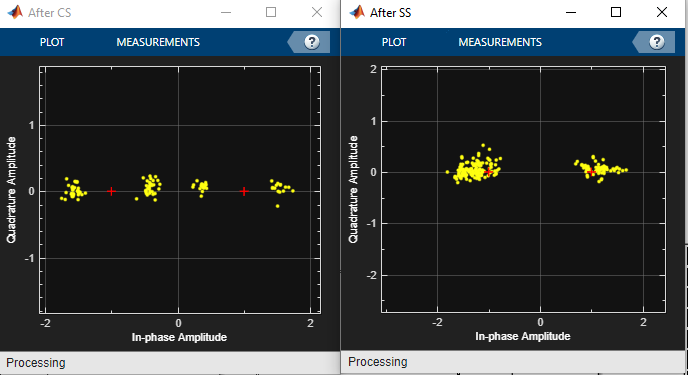 After CS
PLOT
MEASUREMENTS
?
1
0
-1
Quadrature Amplitude
-2
0
2
In-phase Amplitude
Processing
After SS
PLOT
MEASUREMENTS
?
2
1
0
-1
-2
Quadrature Amplitude
-2
0
2
In-phase Amplitude
Processing